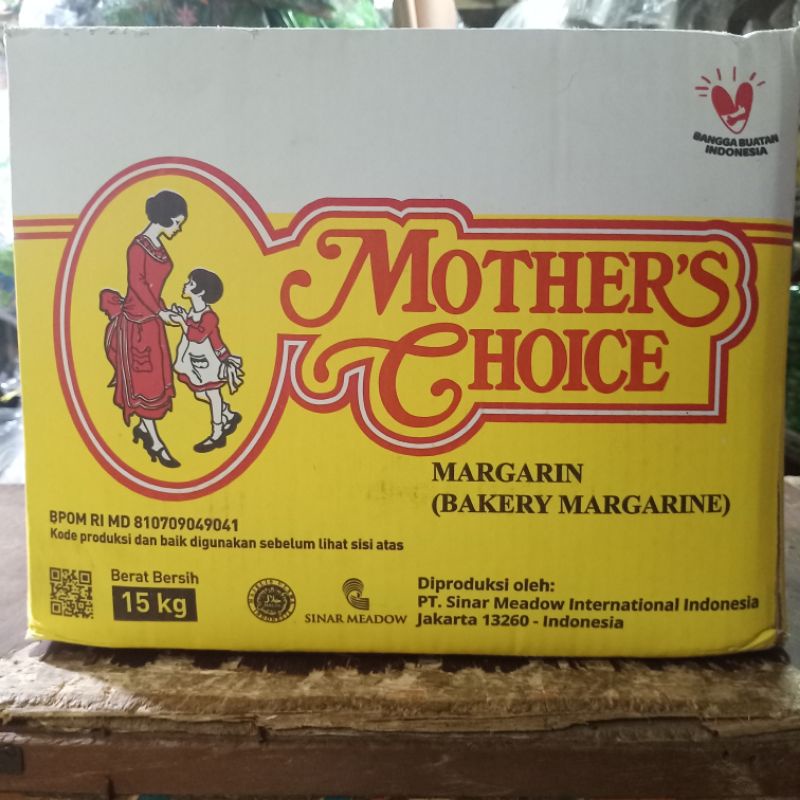 BANGGA BUATAN
INDONESIA
MOTHER'S
CHOICE
MARGARIN
(BAKERY MARGARINE)
BPOM RI MD 810709049041
Kode produksi dan baik digunakan sebelum lihat sisi atas
Berat Bersih
15 kg
SINAR MEADOW
Diproduksi oleh:
PT. Sinar Meadow International Indonesia
Jakarta 13260 - Indonesia